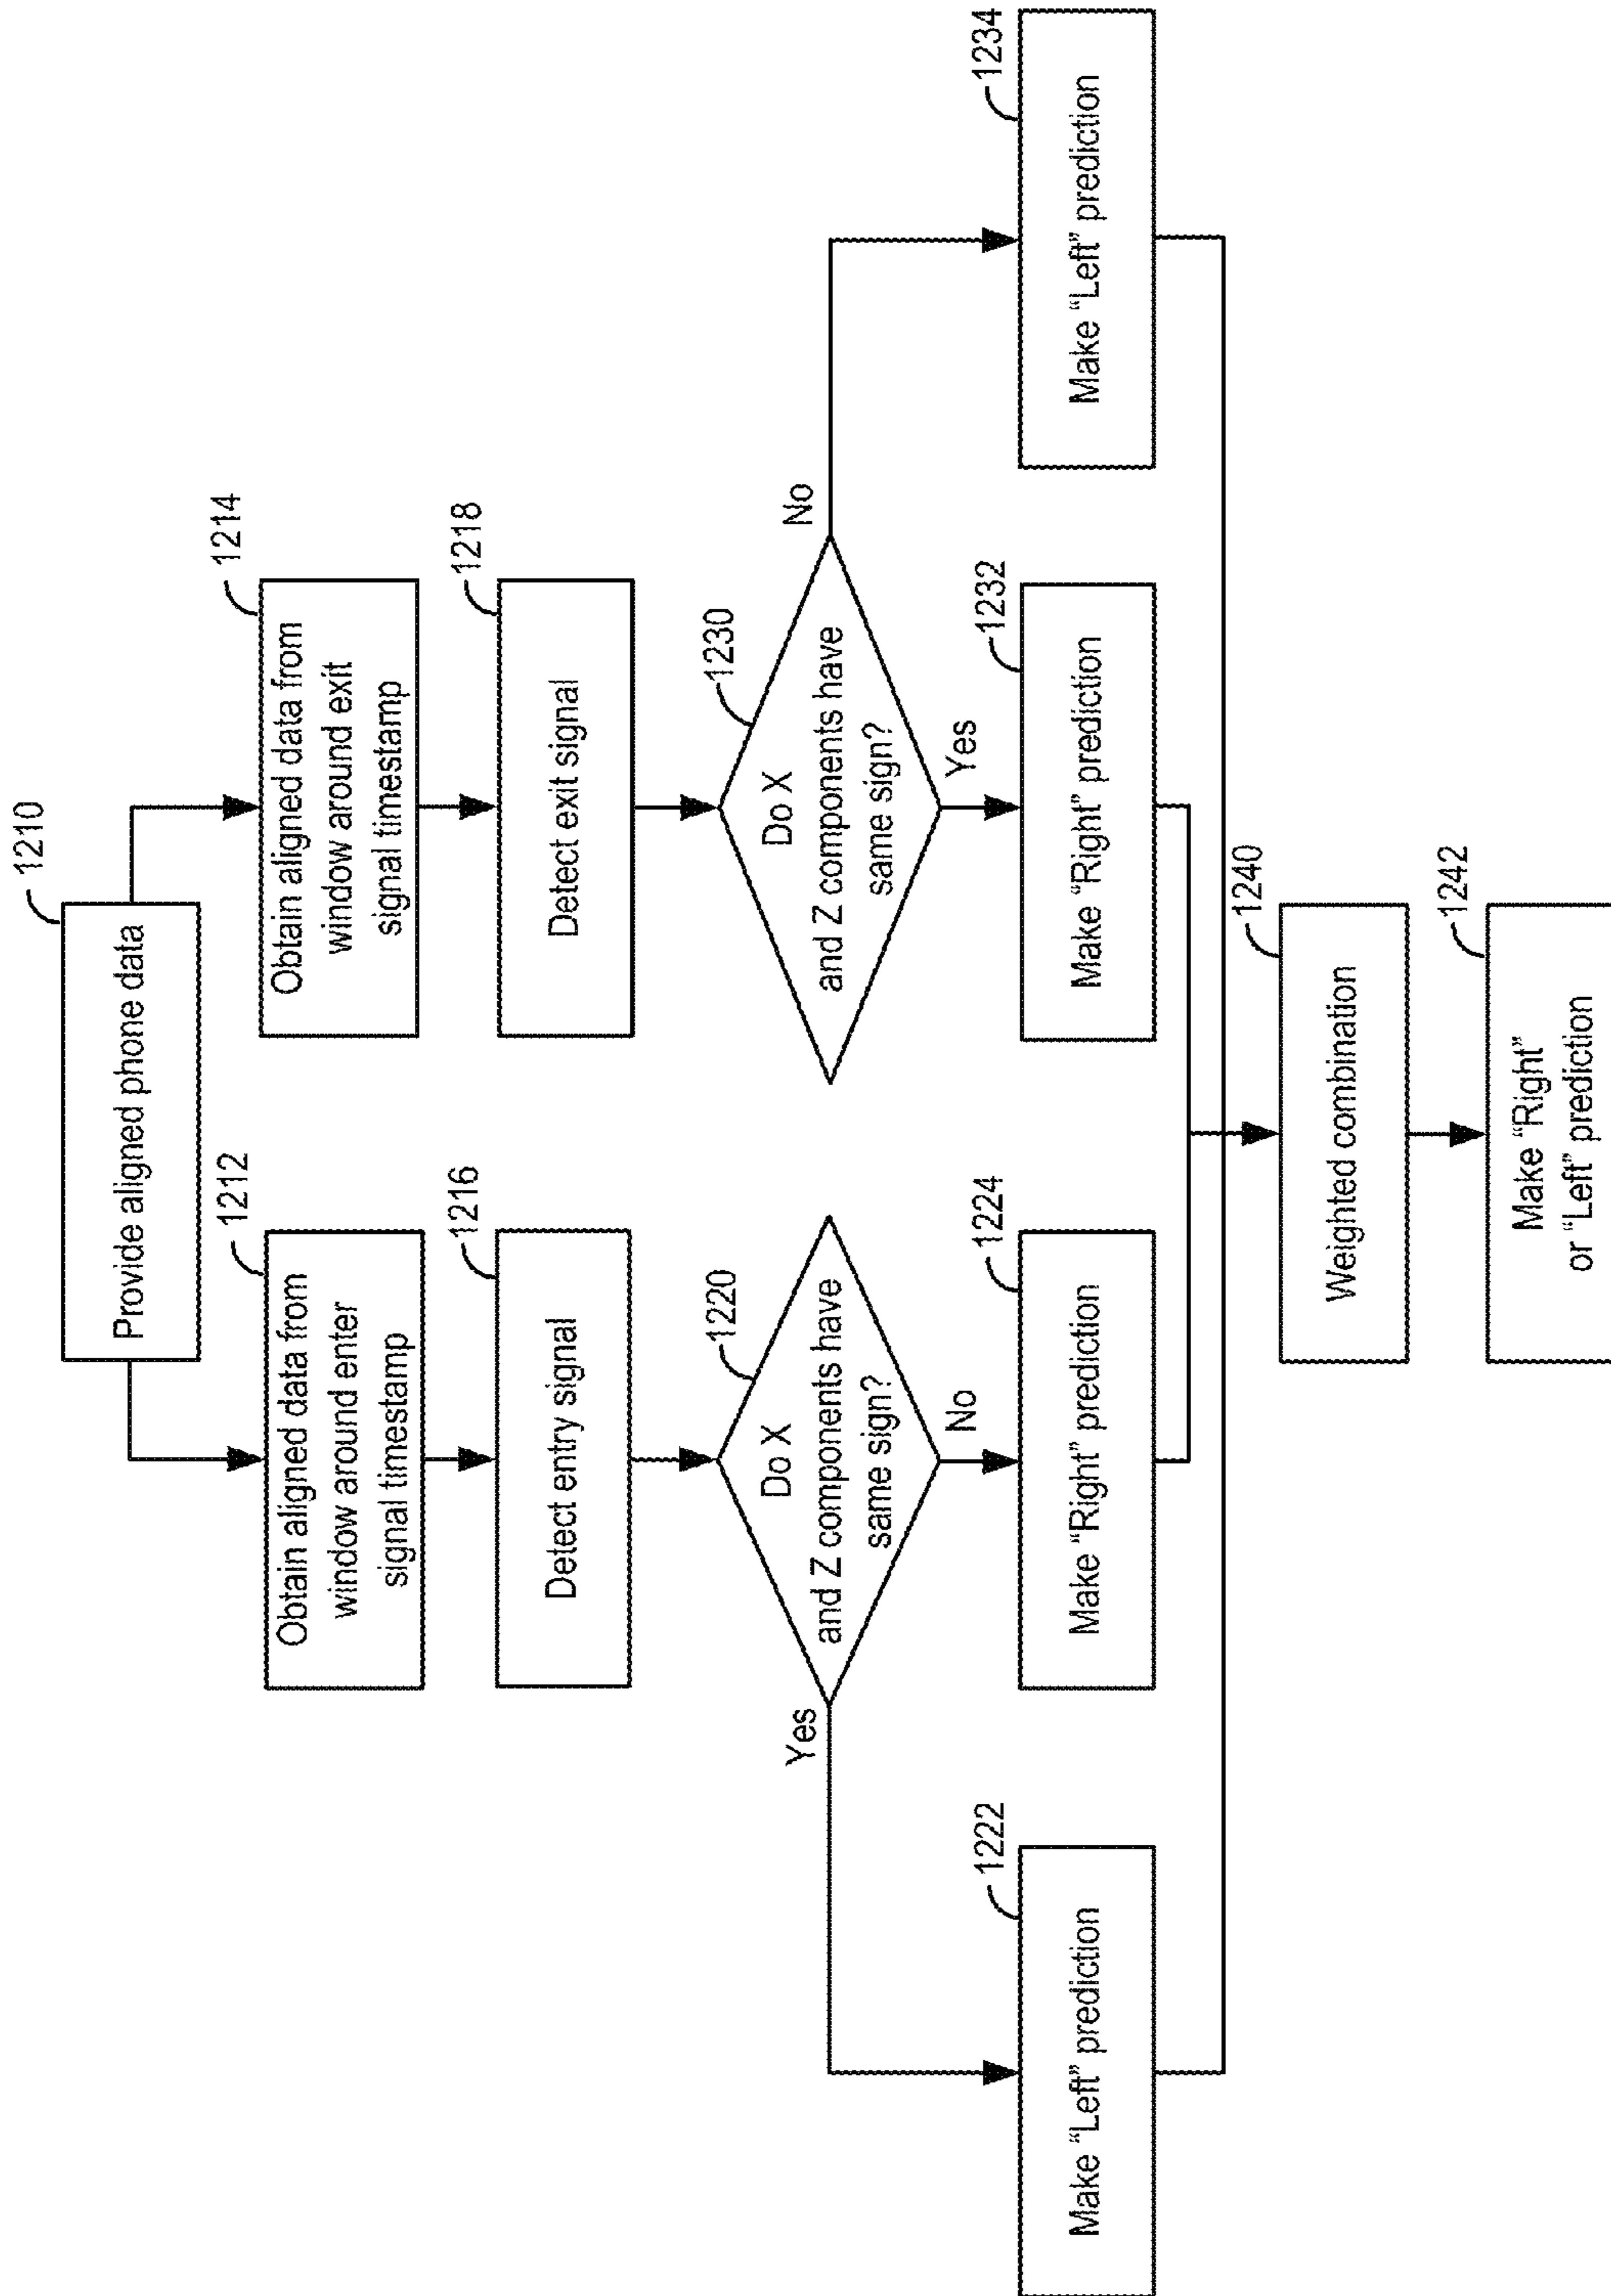 1210
Provide aligned phone data
1212
Obtain aligned data from
window around enter
signal timestamp
1214
Obtain aligned data from
window around exit
signal timestamp
1216
Detect entry signal
1218
Detect exit signal
1220
Do X
and Z components have
same sign?
Yes
No
1230
Do X
and Z components have
same sign?
Yes
No
1222
Make “Left” prediction
1224
Make “Right” prediction
1232
Make “Right” prediction
1234
Make “Left” prediction
1240
Weighted combination
1242
Make “Right”
or “Left” prediction